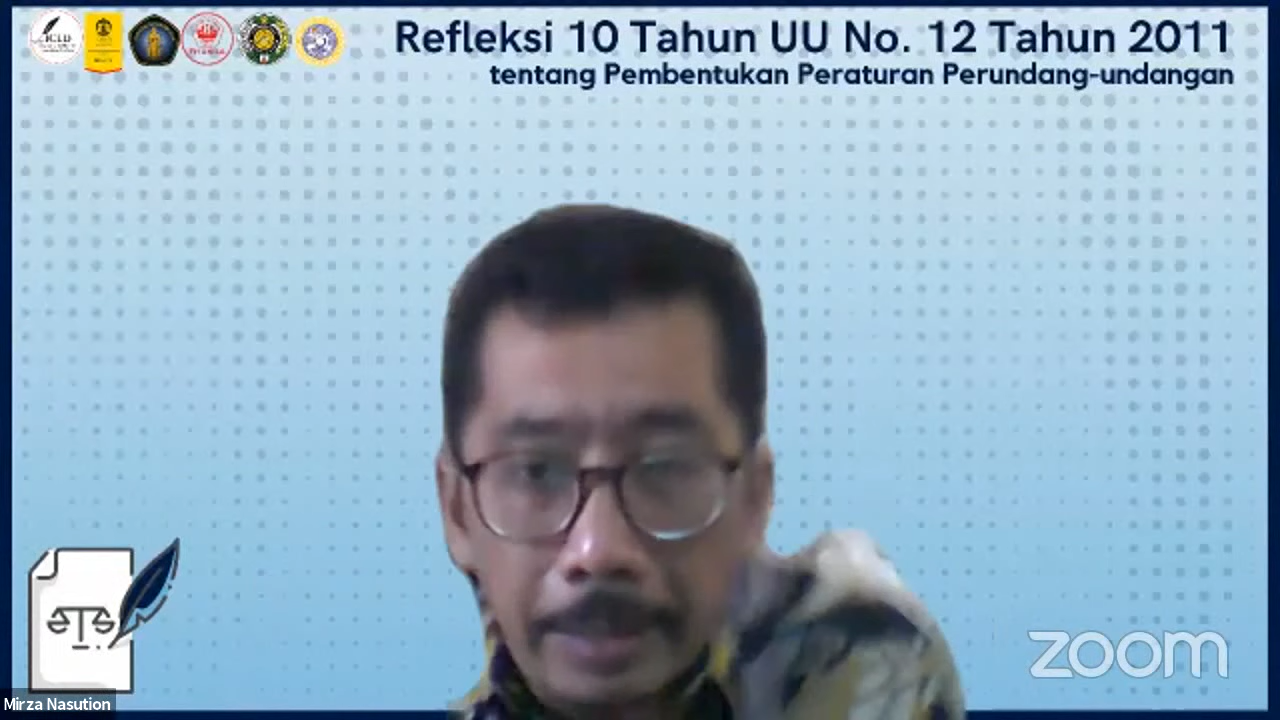 Refleksi 10 Tahun UU No. 12 Tahun 2011
tentang Pembentukan Peraturan Perundang-undangan
zoom
Mirza Nasution